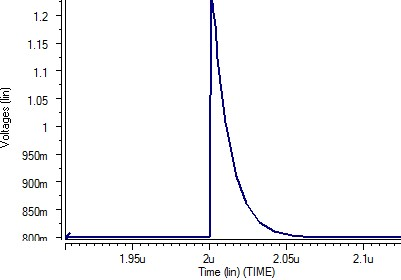 1.2
1.15
1.1
1.05
1
950m
900m
850m
800m
Voltages (lin)
1.95u
2u
2.05u
2.1u
Time (lin) (TIME)